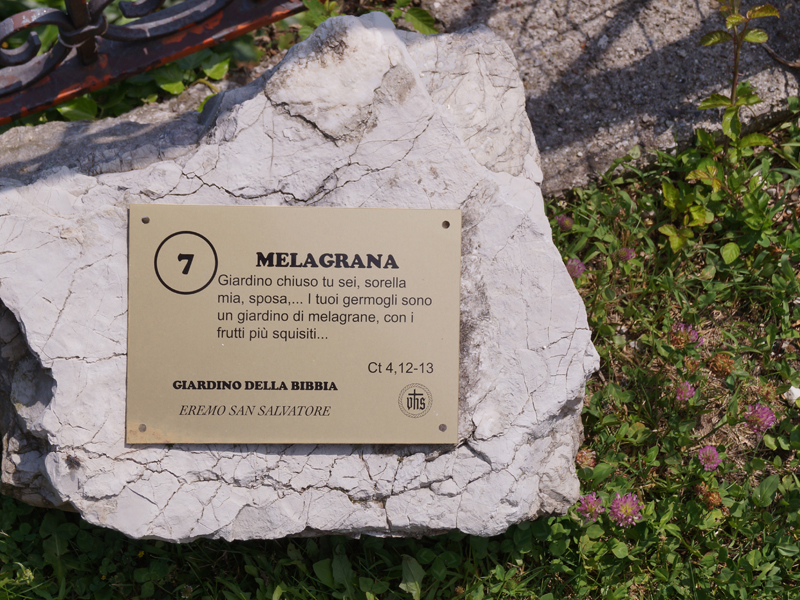 7
MELAGRANA
Giardino chiuso tu sei, sorella
mia, sposa,... I tuoi germogli sono
un giardino di melagrane, con i
frutti più squisiti...
Ct 4,12-13
GIARDINO DELLA BIBBIA
EREMO SAN SALVATORE
yhs